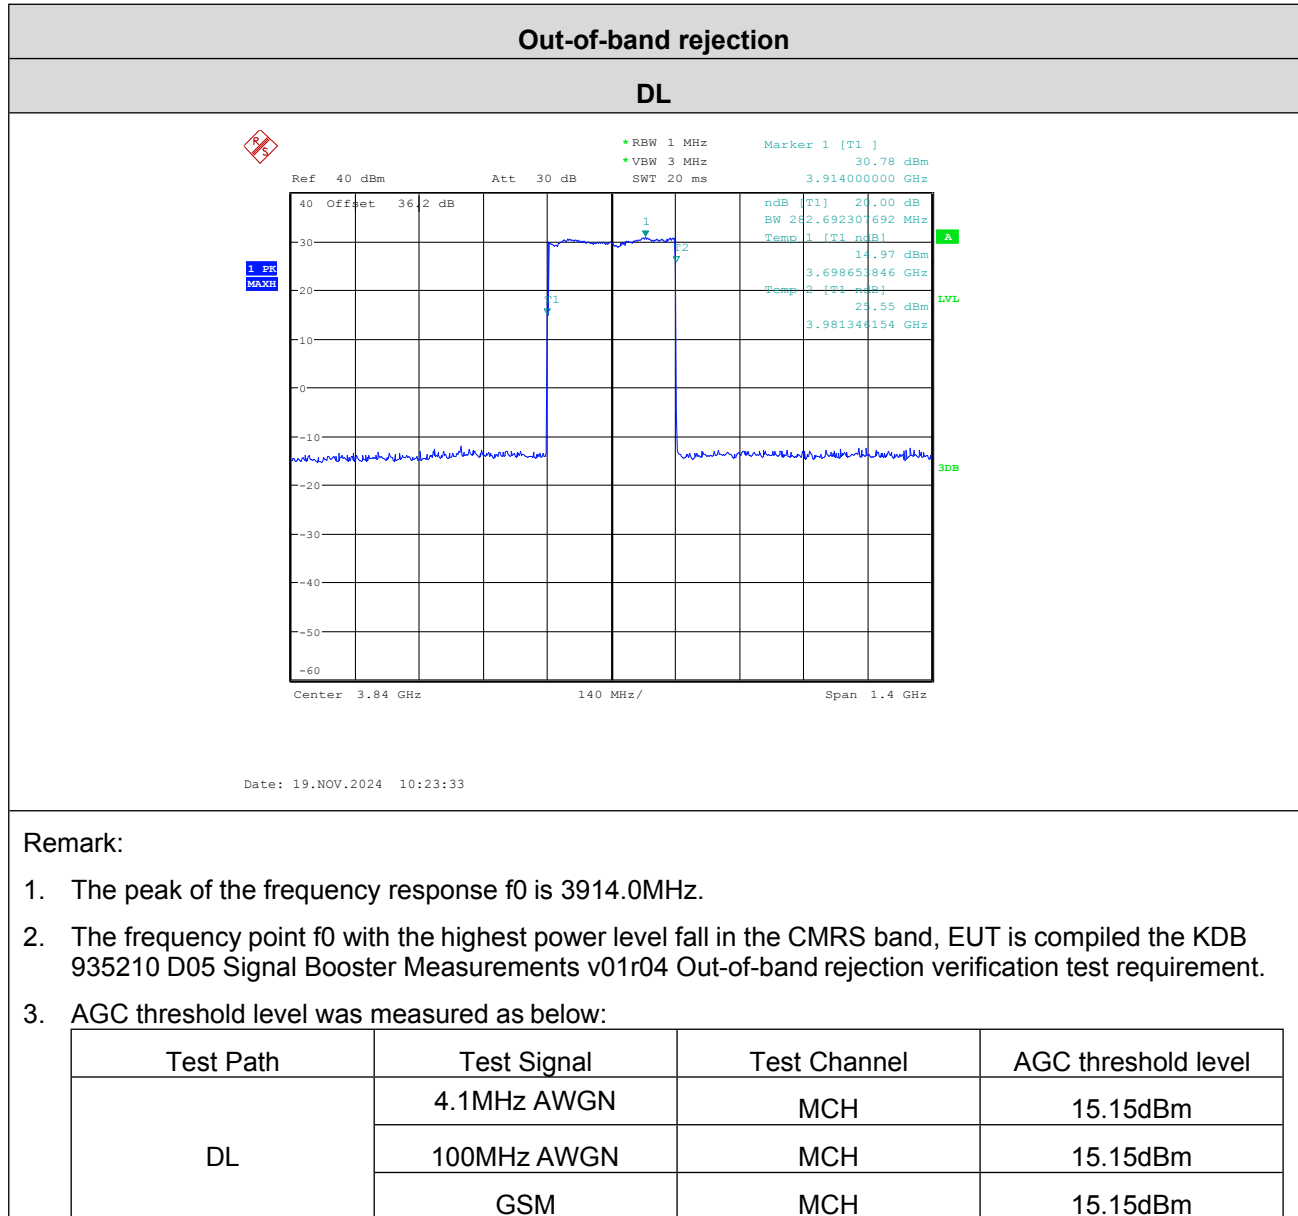 Out-of-band rejection
DL
R S
* RBW 1 MHz Marker 1 [T1 ]
* VBW 3 MHz 30.78 dBm
Ref 40 dBm Att 30 dB SWT 20 ms 3.914000000 GHz
40 Offset 36.2 dB ndB [T1] 20.00 dB
BW 282.692307692 MHz
1
30 Temp 1 [T1 ndB] A
T2
14.97 dBm
1 PK 3.698653846 GHz
MAXH
20 Temp 2 [T1 ndB]
T1 LVL
25.55 dBm
3.981346154 GHz
10
0
-10
3DB
-20
-30
-40
-50
-60
Center 3.84 GHz 140 MHz/ Span 1.4 GHz
Date: 19.NOV.2024 10:23:33
Remark:
1. The peak of the frequency response f0 is 3914.0MHz.
2. The frequency point f0 with the highest power level fall in the CMRS band, EUT is compiled the KDB
935210 D05 Signal Booster Measurements v01r04 Out-of-band rejection verification test requirement.
3. AGC threshold level was measured as below:
Test Path Test Signal Test Channel AGC threshold level
4.1MHz AWGN MCH 15.15dBm
DL 100MHz AWGN MCH 15.15dBm
GSM MCH 15.15dBm